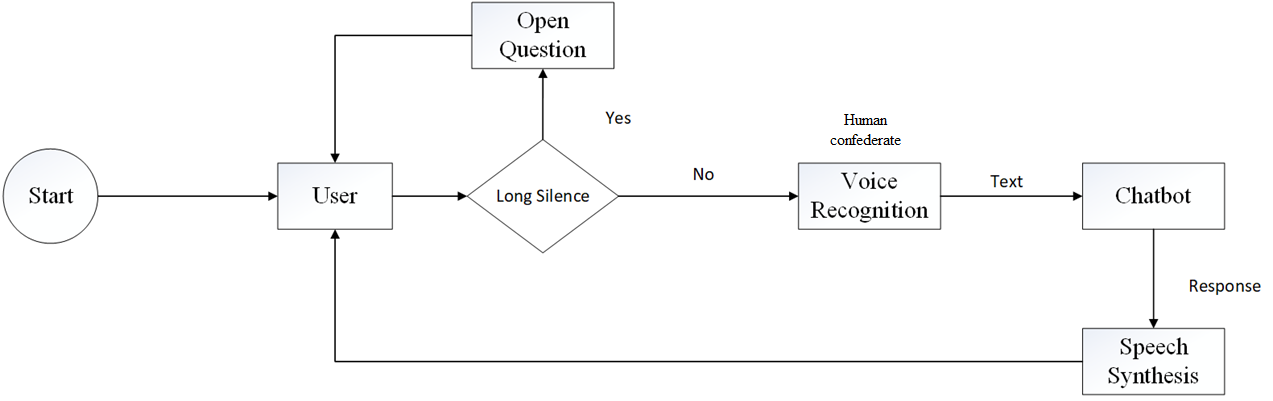 Open
Question
Yes
Human
confederate
Start
User
Long Silence
No
Voice
Recognition
Text
Chatbot
Response
Speech
Synthesis